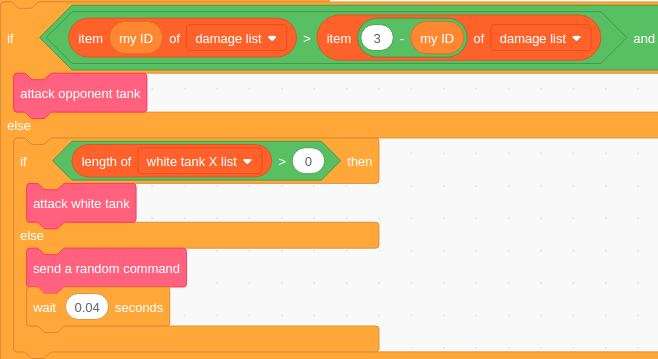 if item my ID of damage list > item 3 - my ID of damage list and
attack opponent tank
else
if length of white tank X list > 0 then
attack white tank
else
send a random command
wait 0.04 seconds